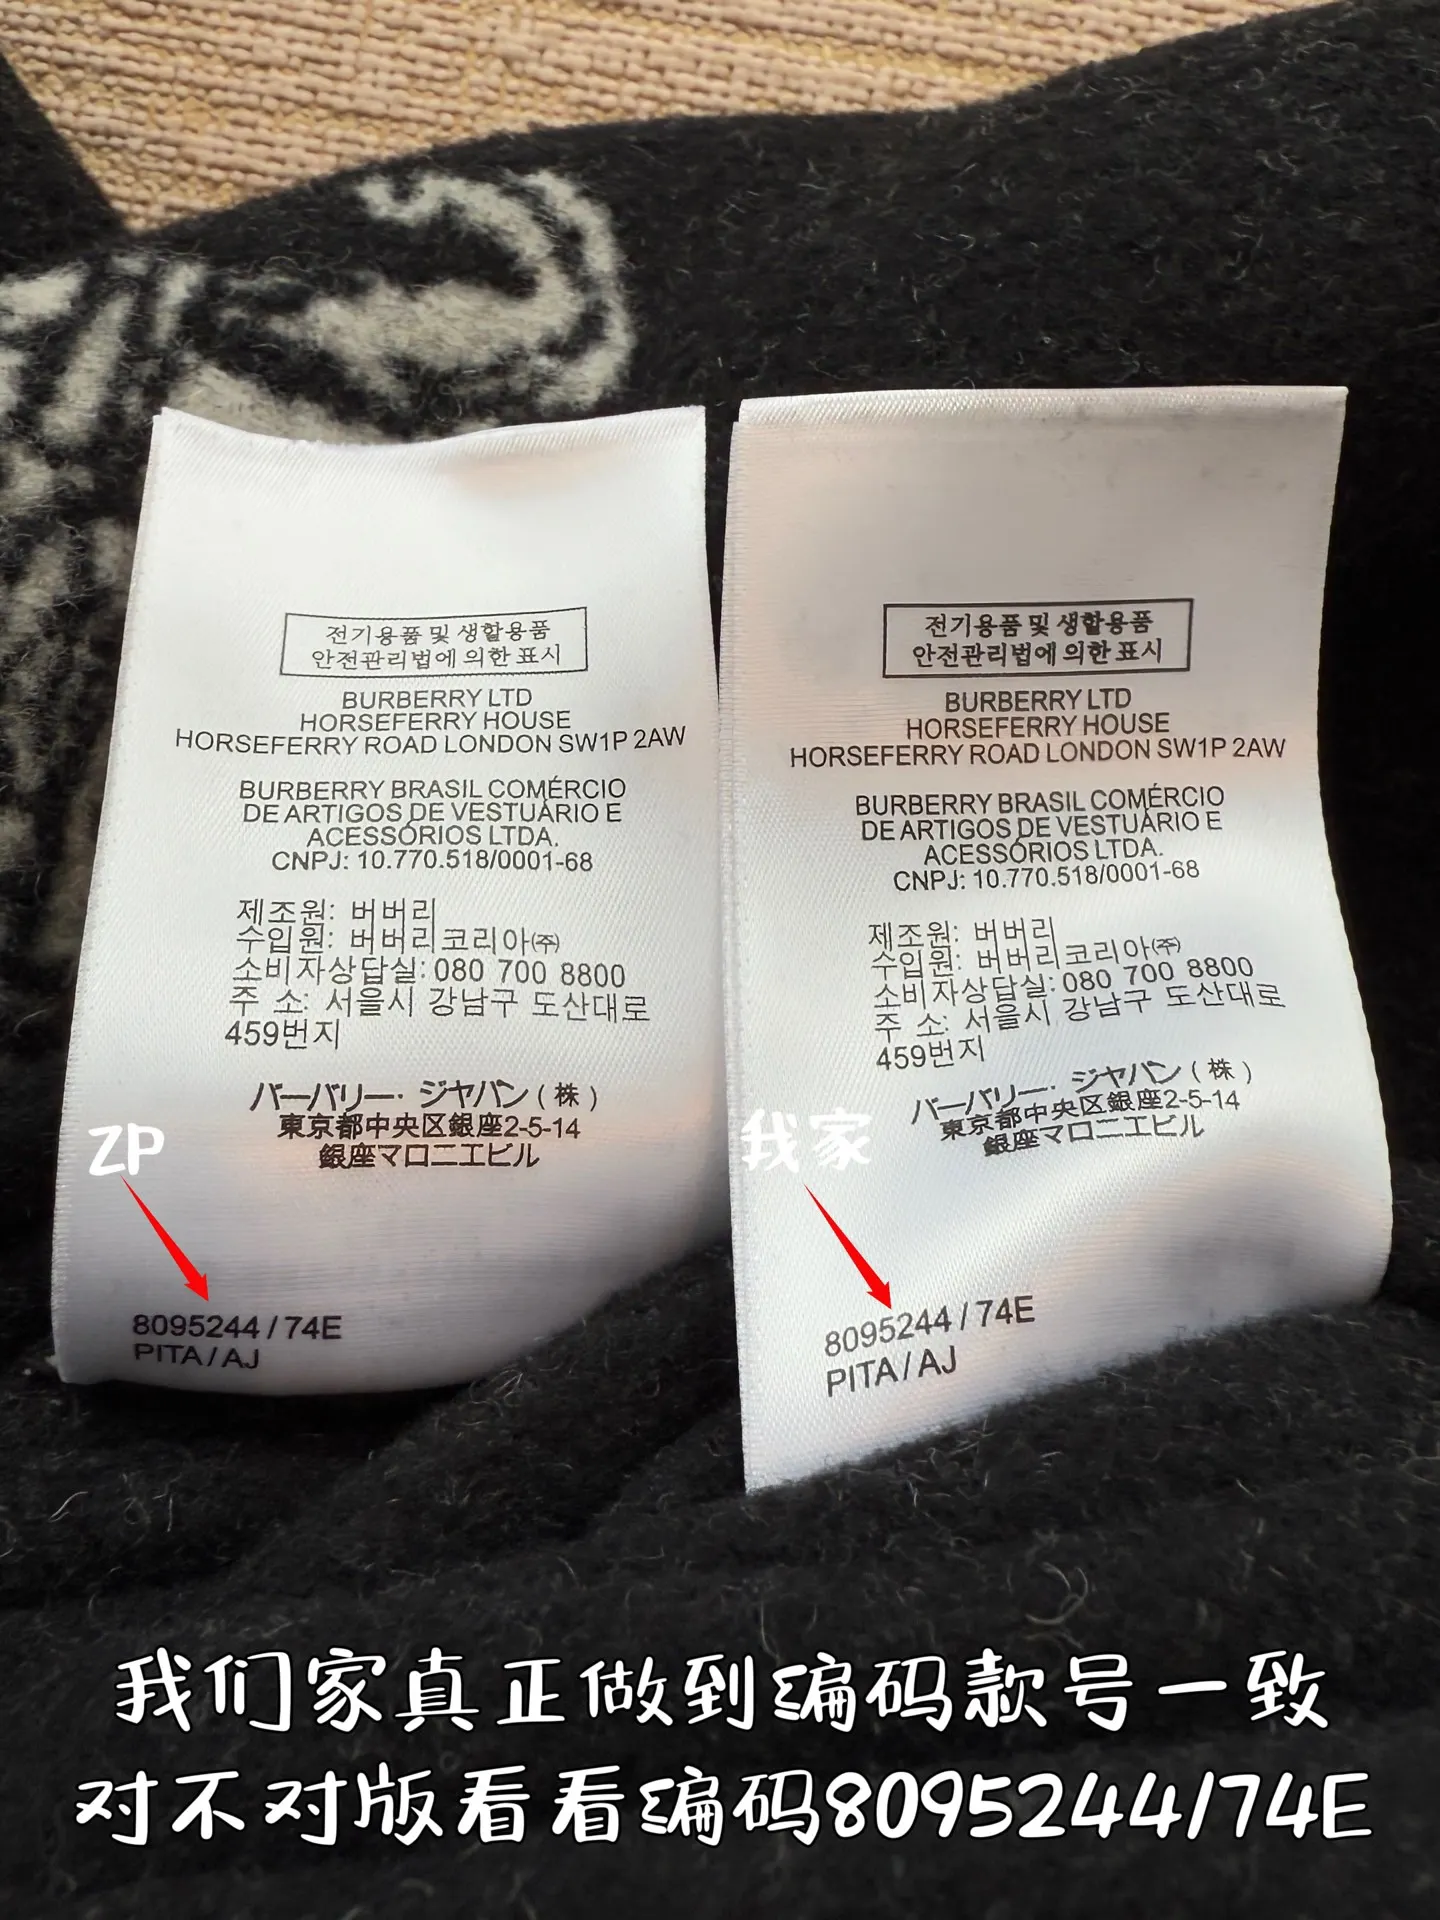 전기용품 및 생활용품
안전관리법에 의한 표시
BURBERRY LTD
HORSEFERRY HOUSE
HORSEFERRY ROAD LONDON SW1P 2AW
BURBERRY BRASIL COMÉRCIO
DE ARTIGOS DE VESTUÁRIO E
ACESSÓRIOS LTDA.
CNPJ: 10.770.518/0001-68
제조원: 버버리
수입원: 버버리코리아㈜
소비자상답실: 080 700 8800
주 소: 서울시 강남구 도산대로
459번지
バーバリー・ジヤパン(株)
東京都中央区銀座2-5-14
銀座マロニエビル
ZP
8095244 / 74E
PITA / AJ
전기용품 및 생활용품
안전관리법에 의한 표시
BURBERRY LTD
HORSEFERRY HOUSE
HORSEFERRY ROAD LONDON SW1P 2AW
BURBERRY BRASIL COMÉRCIO
DE ARTIGOS DE VESTUÁRIO E
ACESSÓRIOS LTDA.
CNPJ: 10.770.518/0001-68
제조원: 버버리
수입원: 버버리코리아㈜
소비자상답실: 080 700 8800
주 소: 서울시 강남구 도산대로
459번지
バーバリー・ジヤパン(株)
東京都中央区銀座2-5-14
銀座マロニエビル
我家
8095244 / 74E
PITA / AJ
我们家真正做到编码款号一致
对不对版看看编码8095244/74E